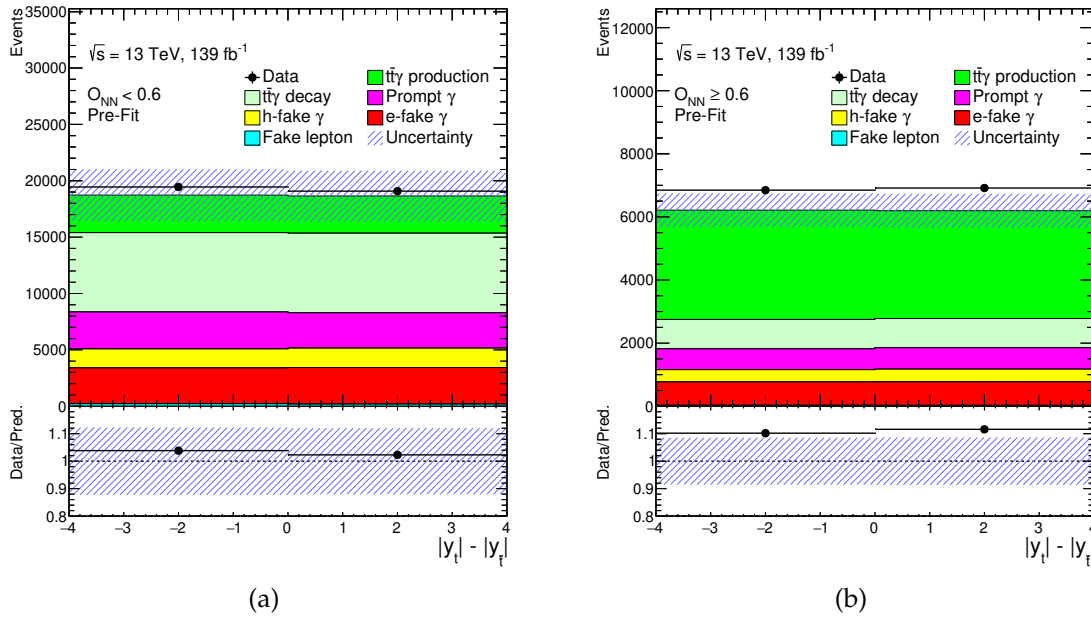 Events
35000
30000
25000
20000
15000
10000
5000
0
√s = 13 TeV, 139 fb⁻¹
O_NN < 0.6
Pre-Fit
Data
tt̄γ production
tt̄γ decay
Prompt γ
h-fake γ
e-fake γ
Fake lepton
Uncertainty
Data/Pred.
1.1
1
0.9
0.8
−4 −3 −2 −1 0 1 2 3 4
|y_t| - |y_t̄|
(a)
Events
12000
10000
8000
6000
4000
2000
0
√s = 13 TeV, 139 fb⁻¹
O_NN ≥ 0.6
Pre-Fit
Data
tt̄γ production
tt̄γ decay
Prompt γ
h-fake γ
e-fake γ
Fake lepton
Uncertainty
Data/Pred.
1.1
1
0.9
0.8
−4 −3 −2 −1 0 1 2 3 4
|y_t| - |y_t̄|
(b)